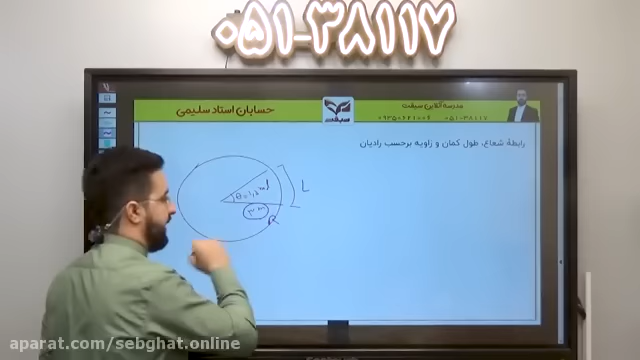 ۰۵۱-۳۸۱۱۷
حسابان استاد سلیمی
سبقت
مدرسه آنلاین سبقت
۰۵۱-۳۸۱۱۷
رابطهٔ شعاع، طول کمان و زاویه برحسب رادیان
L
R
aparat.com/sebghat.online